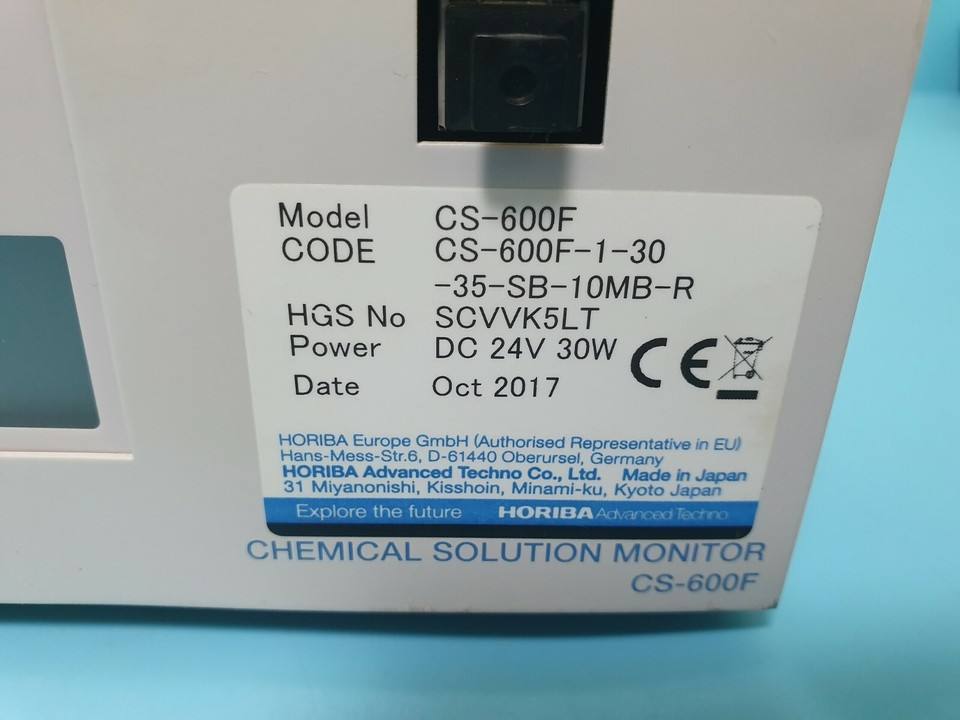 Model CS-600F
CODE CS-600F-1-30
-35-SB-10MB-R
HGS No SCVVK5LT
Power DC 24V 30W CE
Date Oct 2017
HORIBA Europe GmbH (Authorised Representative in EU)
Hans-Mess-Str.6, D-61440 Oberursel, Germany
HORIBA Advanced Techno Co., Ltd. Made in Japan
31 Miyanonishi, Kisshoin, Minami-ku, Kyoto Japan
Explore the future HORIBA Advanced Techno
CHEMICAL SOLUTION MONITOR
CS-600F